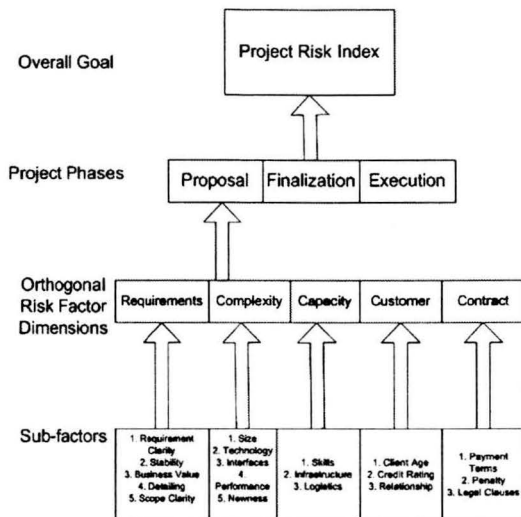 Overall Goal
Project Risk Index
Project Phases
Proposal
Finalization
Execution
Orthogonal
Risk Factor
Dimensions
Requirements
Complexity
Capacity
Customer
Contract
Sub-factors
1. Requirement
Clarity
2. Stability
3. Business Value
4. Detailing
5. Scope Clarity
1. Size
2. Technology
3. Interfaces
4.
Performance
5. Newness
1. Skills
2. Infrastructure
3. Logistics
1. Client Age
2. Credit Rating
3. Relationship
1. Payment
Terms
2. Penalty
3. Legal Clauses